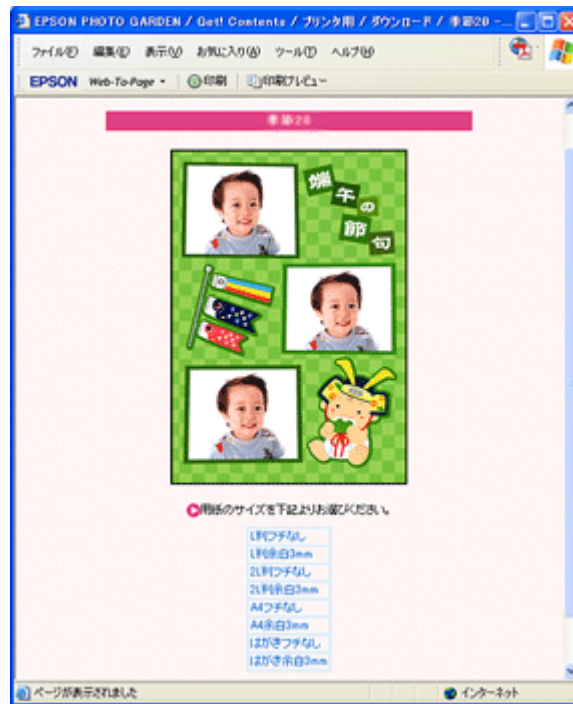 EPSON PHOTO GARDEN / Get! Contents / プリンタ用 / ダウンロード / 季節28 - ...
ファイル(F) 編集(E) 表示(V) お気に入り(A) ツール(T) ヘルプ(H)
EPSON Web-To-Page 印刷 印刷プレビュー
季節28
端午の
節句
用紙のサイズを下記よりお選びください。
L判フチなし
L判余白3mm
2L判フチなし
2L判余白3mm
A4フチなし
A4余白3mm
はがきフチなし
はがき余白3mm
ページが表示されました インターネット